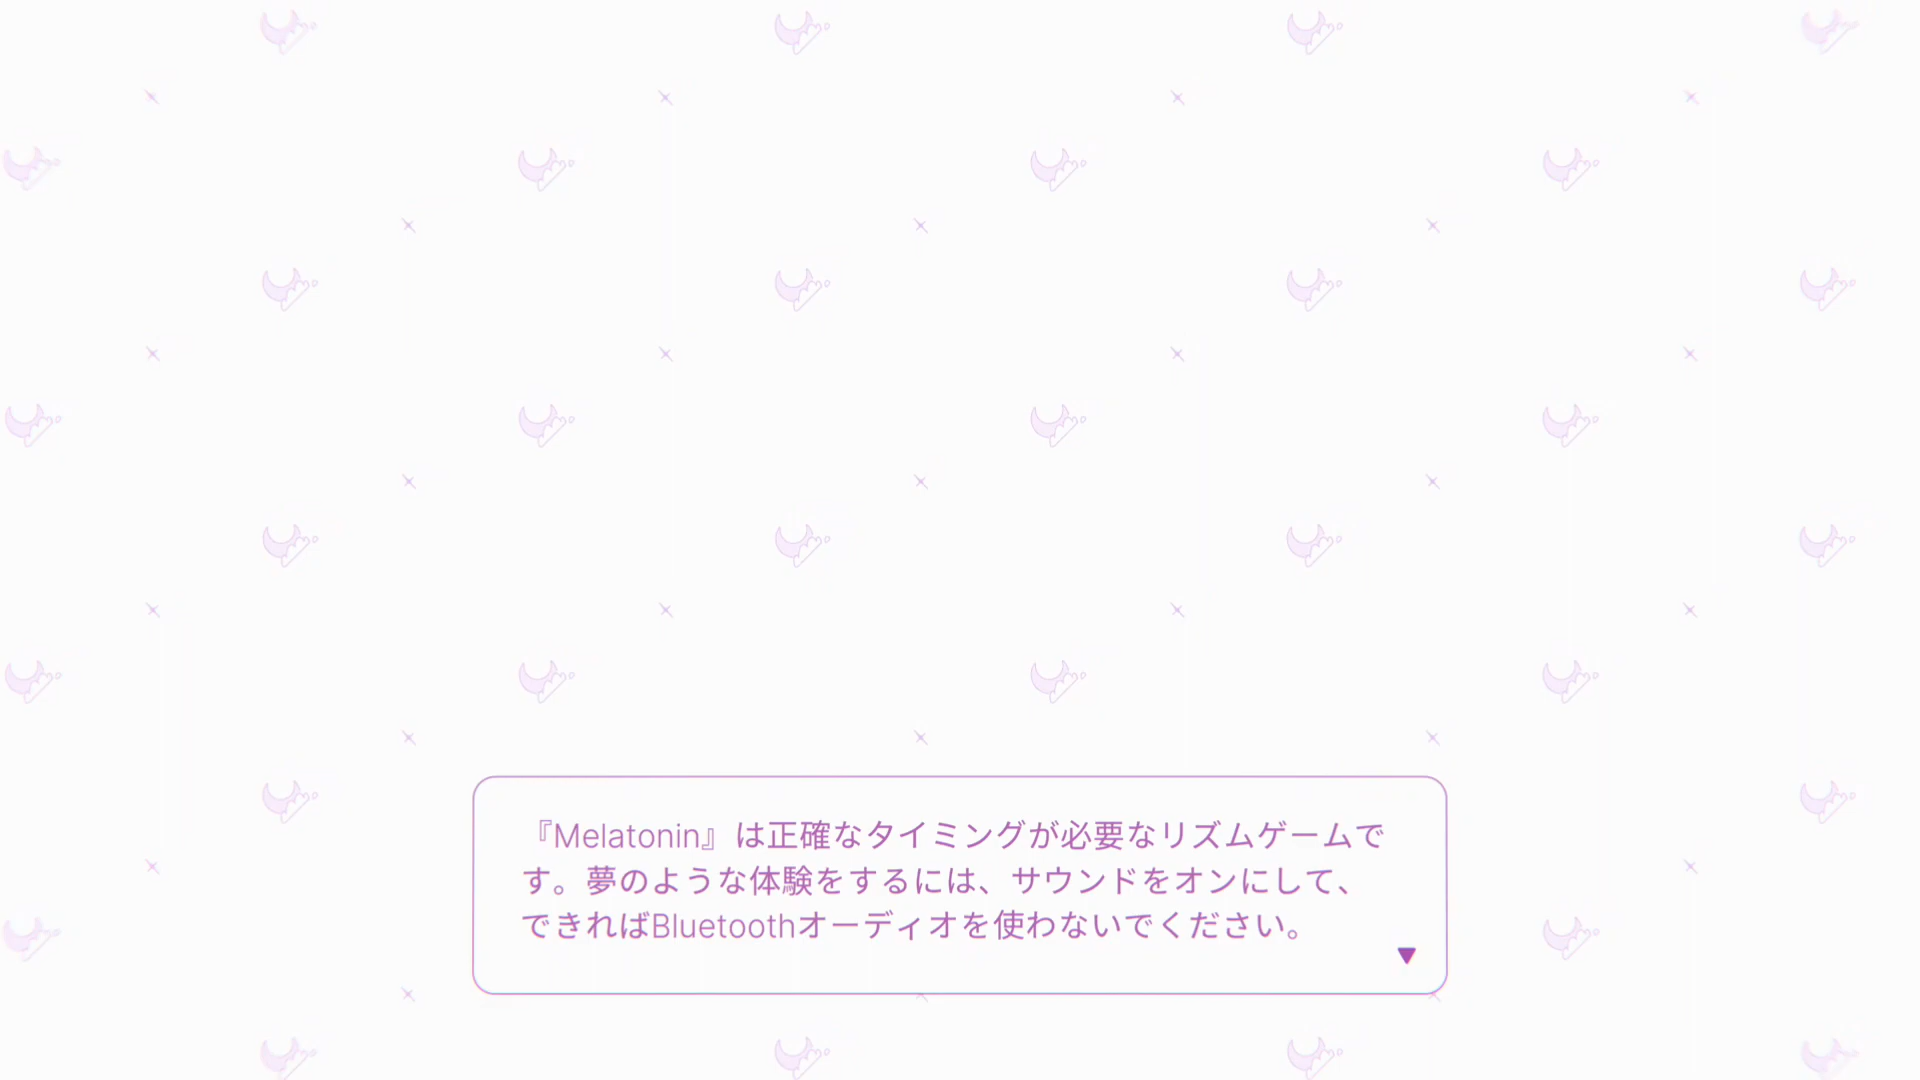 『Melatonin』は正確なタイミングが必要なリズムゲームで
す。夢のような体験をするには、サウンドをオンにして、
できればBluetoothオーディオを使わないでください。